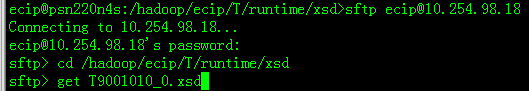 ecip@psn220n4s:/hadoop/ecip/T/runtime/xsd>sftp ecip@10.254.98.18
Connecting to 10.254.98.18...
ecip@10.254.98.18's password:
sftp> cd /hadoop/ecip/T/runtime/xsd
sftp> get T9001010_0.xsd